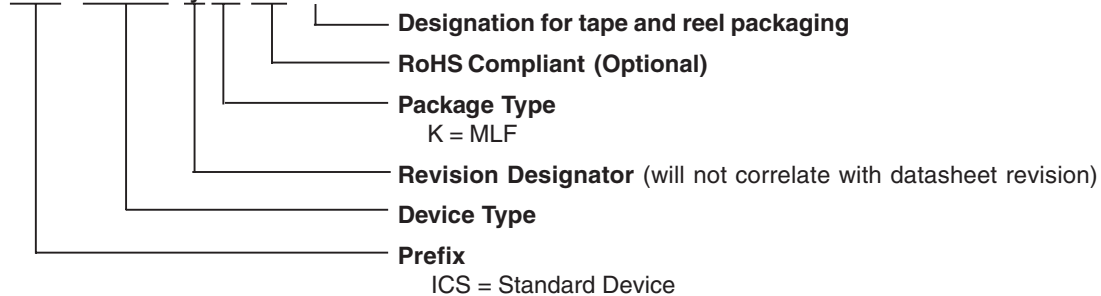 Designation for tape and reel packaging
RoHS Compliant (Optional)
Package Type
K = MLF
Revision Designator (will not correlate with datasheet revision)
Device Type
Prefix
ICS = Standard Device